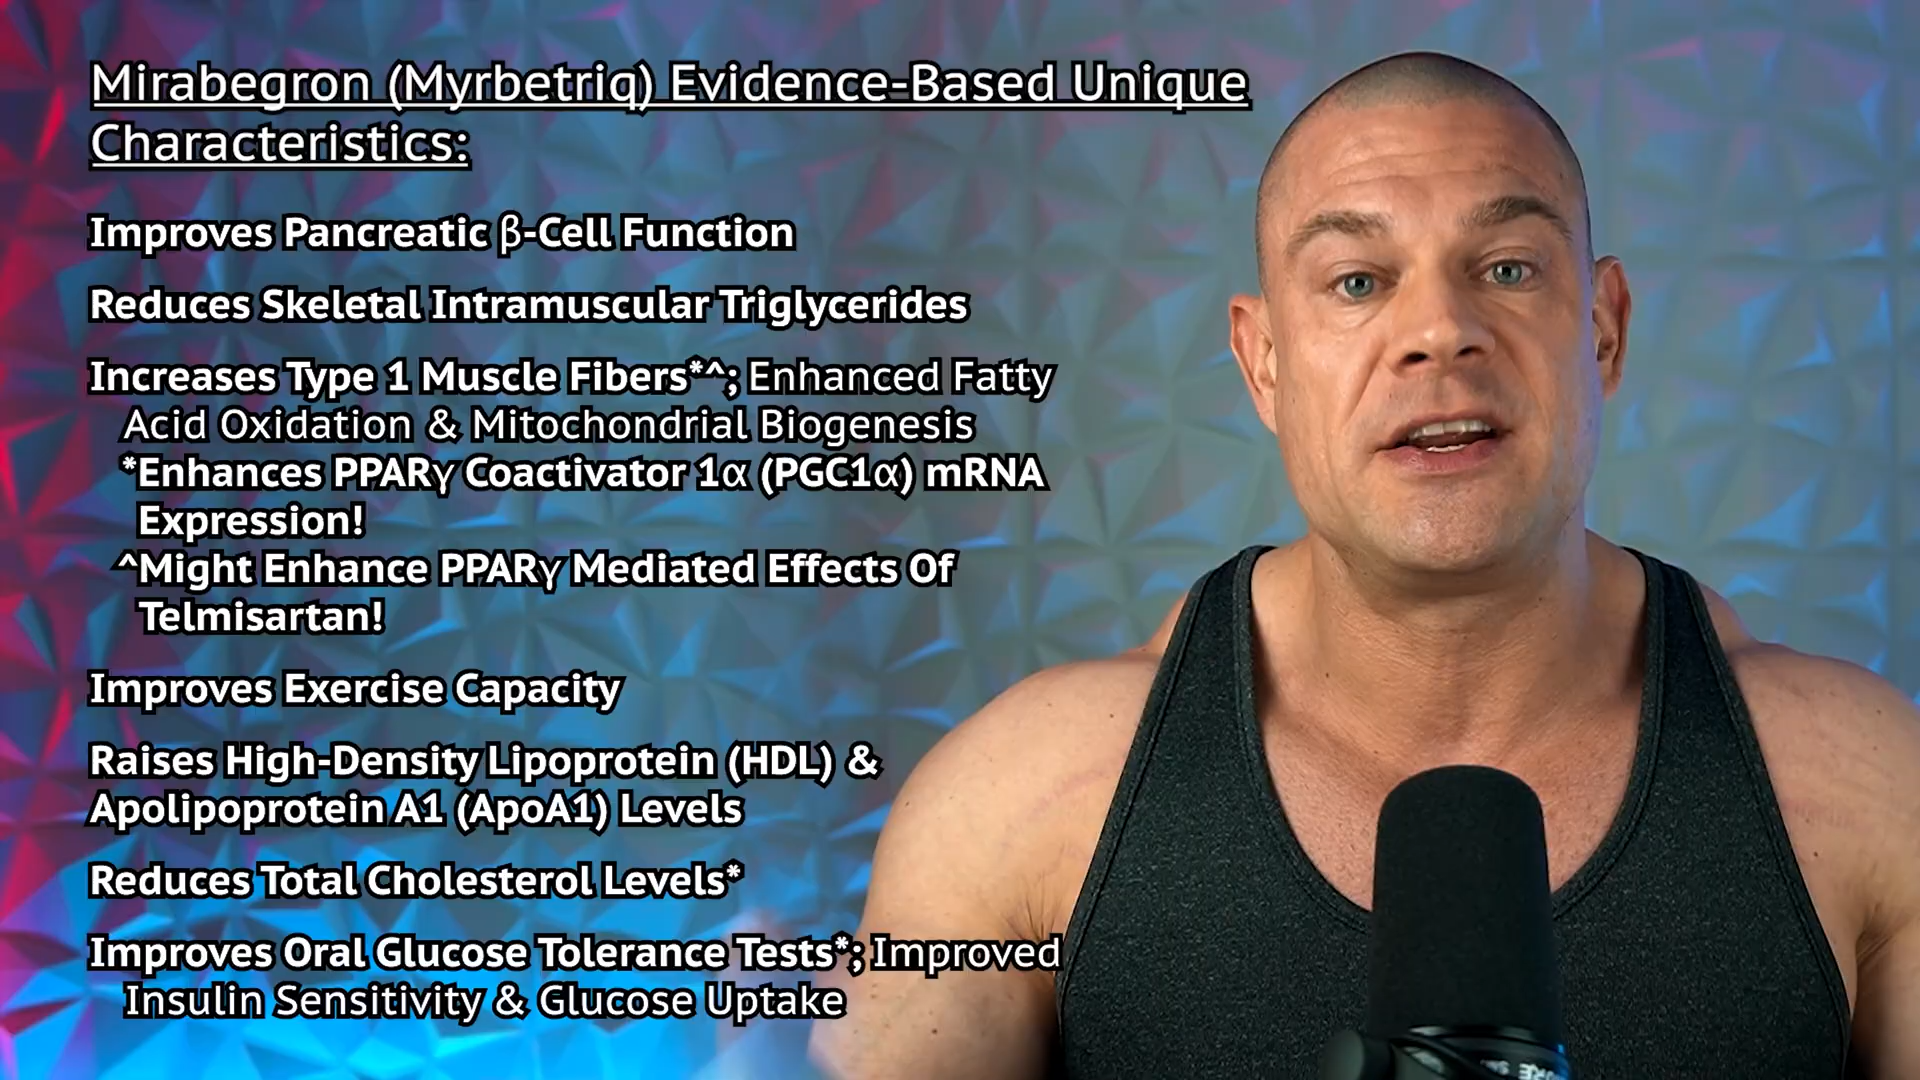 Mirabegron (Myrbetriq) Evidence-Based Unique
Characteristics:
Improves Pancreatic β-Cell Function
Reduces Skeletal Intramuscular Triglycerides
Increases Type 1 Muscle Fibers*^; Enhanced Fatty
Acid Oxidation & Mitochondrial Biogenesis
*Enhances PPARγ Coactivator 1α (PGC1α) mRNA
Expression!
^Might Enhance PPARγ Mediated Effects Of
Telmisartan!
Improves Exercise Capacity
Raises High-Density Lipoprotein (HDL) &
Apolipoprotein A1 (ApoA1) Levels
Reduces Total Cholesterol Levels*
Improves Oral Glucose Tolerance Tests*; Improved
Insulin Sensitivity & Glucose Uptake